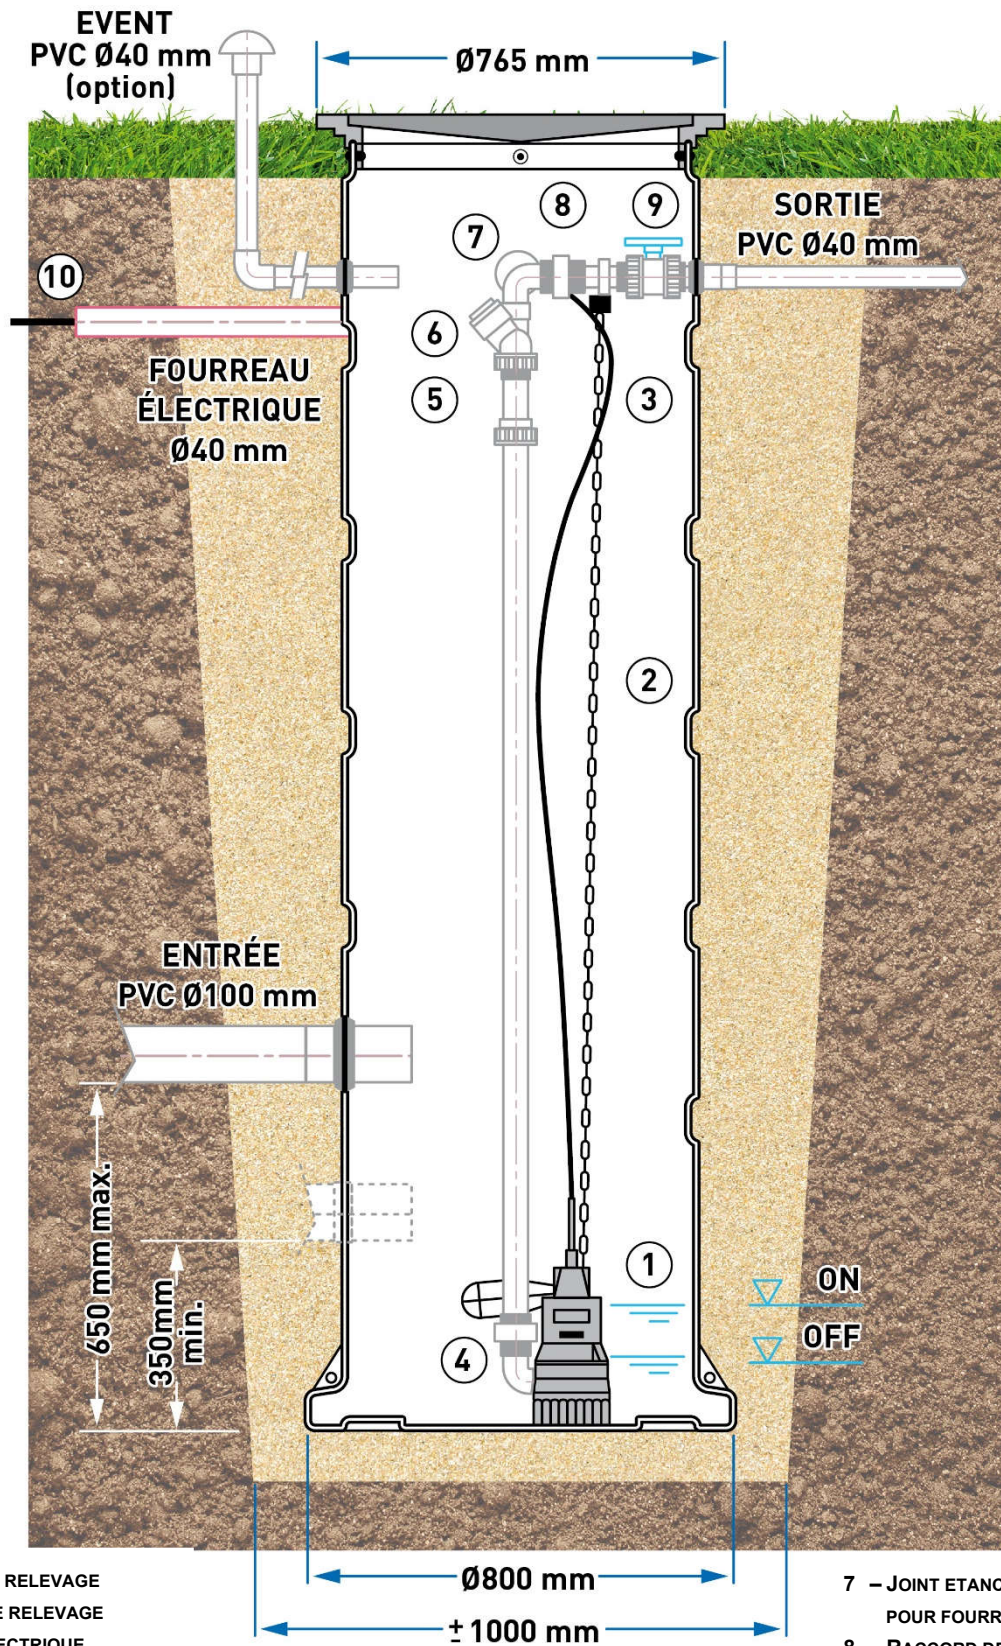 EVENT
PVC Ø40 mm
(option)
Ø765 mm
8
9
7
SORTIE
PVC Ø40 mm
10
6
FOURREAU
ÉLECTRIQUE
Ø40 mm
5
3
2
ENTRÉE
PVC Ø100 mm
650 mm max.
350mm
min.
1
ON
OFF
4
Ø800 mm
± 1000 mm
RELEVAGE
RELEVAGE
7 – JOINT
POUR
8 –